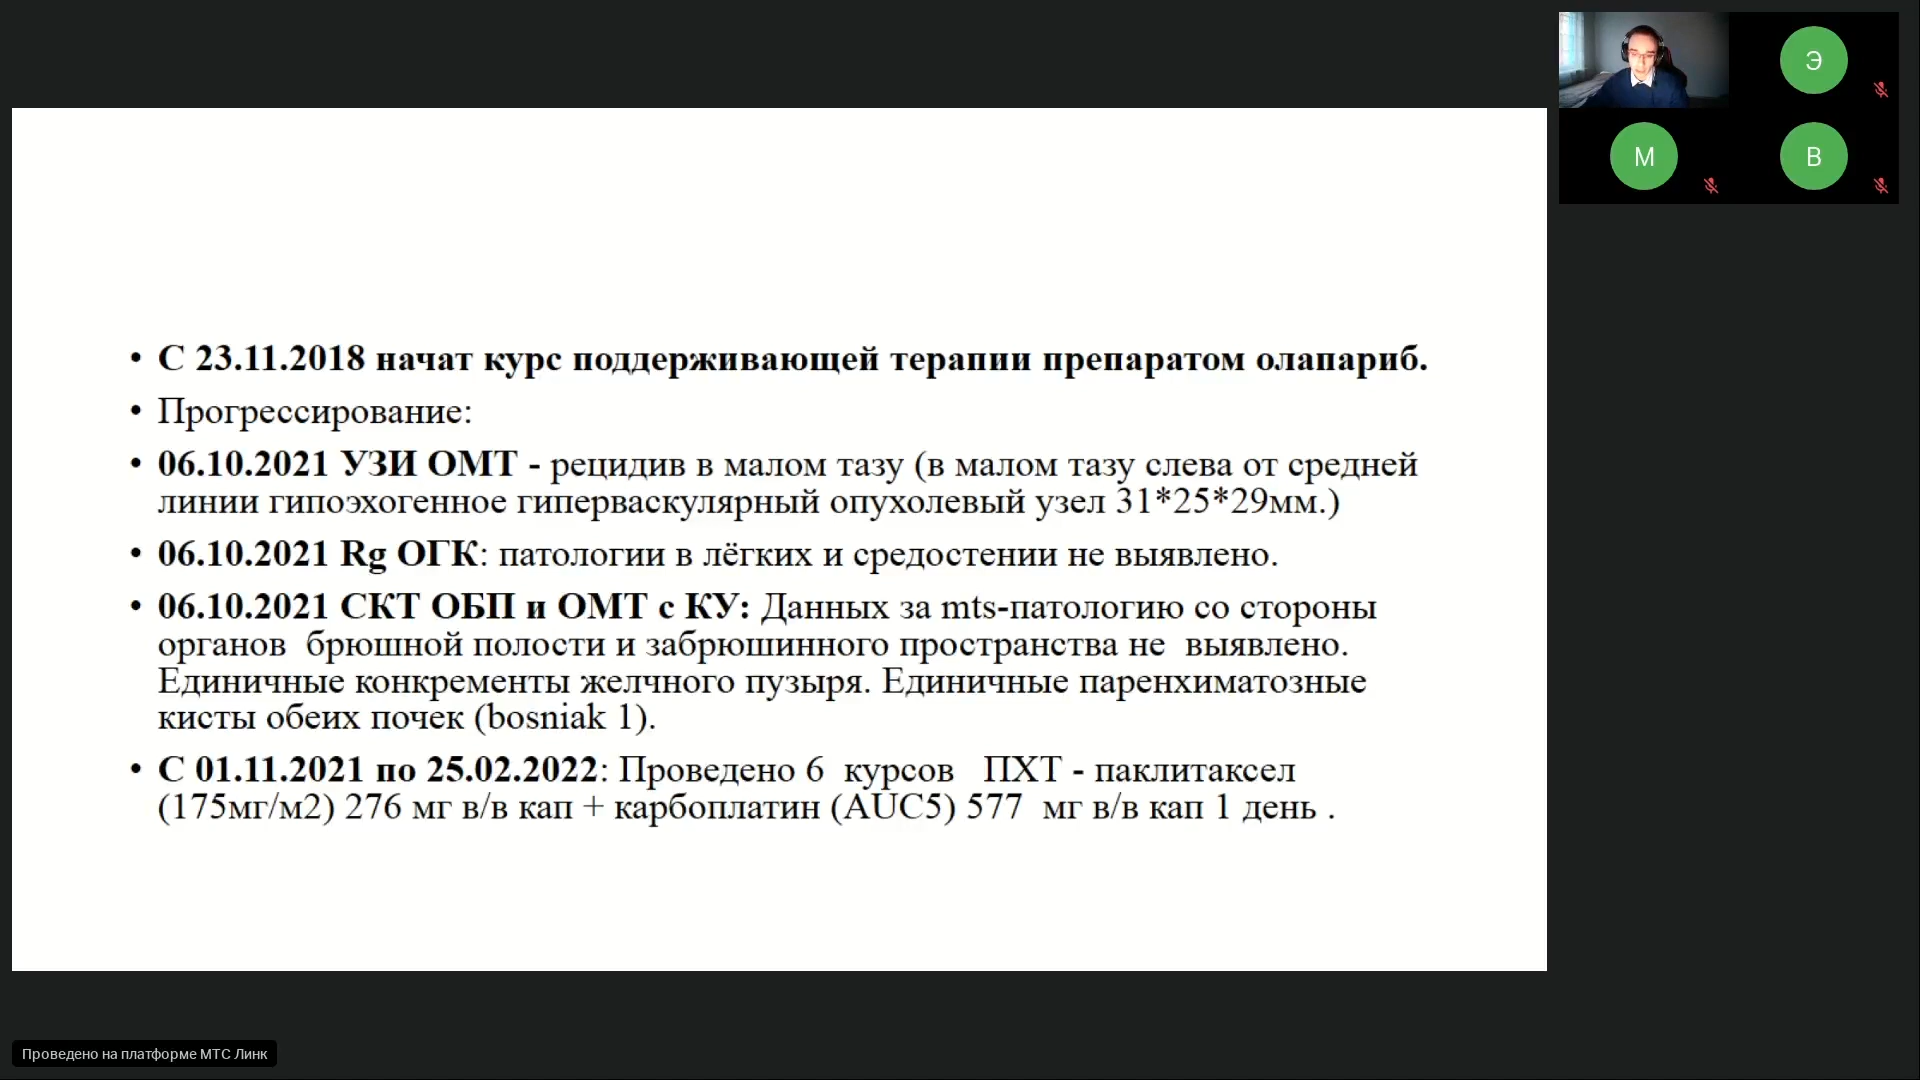 Э
М
В
• С 23.11.2018 начат курс поддерживающей терапии препаратом олапариб.
• Прогрессирование:
• 06.10.2021 УЗИ ОМТ - рецидив в малом тазу (в малом тазу слева от средней
линии гипоэхогенное гиперваскулярный опухолевый узел 31*25*29мм.)
• 06.10.2021 Rg ОГК: патологии в лёгких и средостении не выявлено.
• 06.10.2021 СКТ ОБП и ОМТ с КУ: Данных за mts-патологию со стороны
органов  брюшной полости и забрюшинного пространства не  выявлено.
Единичные конкременты желчного пузыря. Единичные паренхиматозные
кисты обеих почек (bosniak 1).
• С 01.11.2021 по 25.02.2022: Проведено 6  курсов   ПХТ - паклитаксел
(175мг/м2) 276 мг в/в кап + карбоплатин (AUC5) 577  мг в/в кап 1 день .
Проведено на платформе МТС Линк